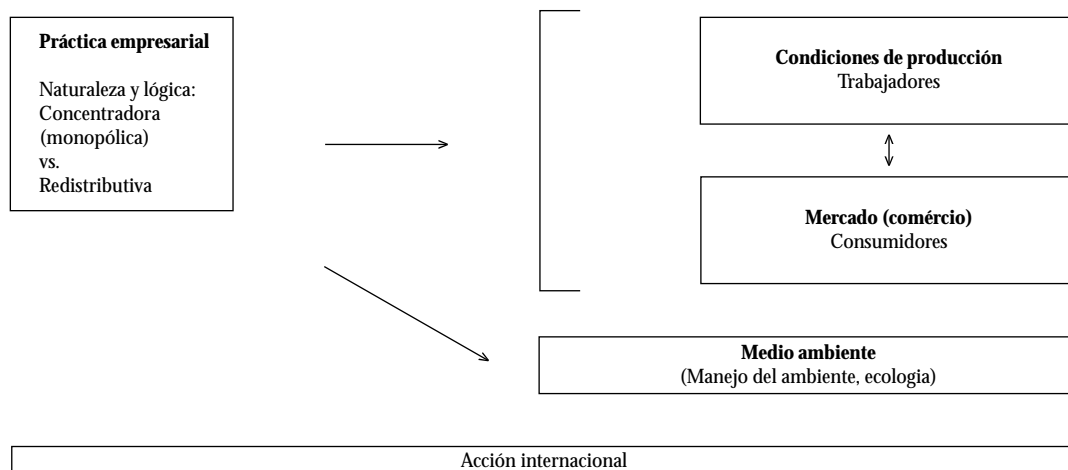 Práctica empresarial
Naturaleza y lógica:
Concentradora
(monopólica)
vs.
Redistributiva
Condiciones de producción
Trabajadores
Mercado (comércio)
Consumidores
Medio ambiente
(Manejo del ambiente, ecologia)
Acción internacional